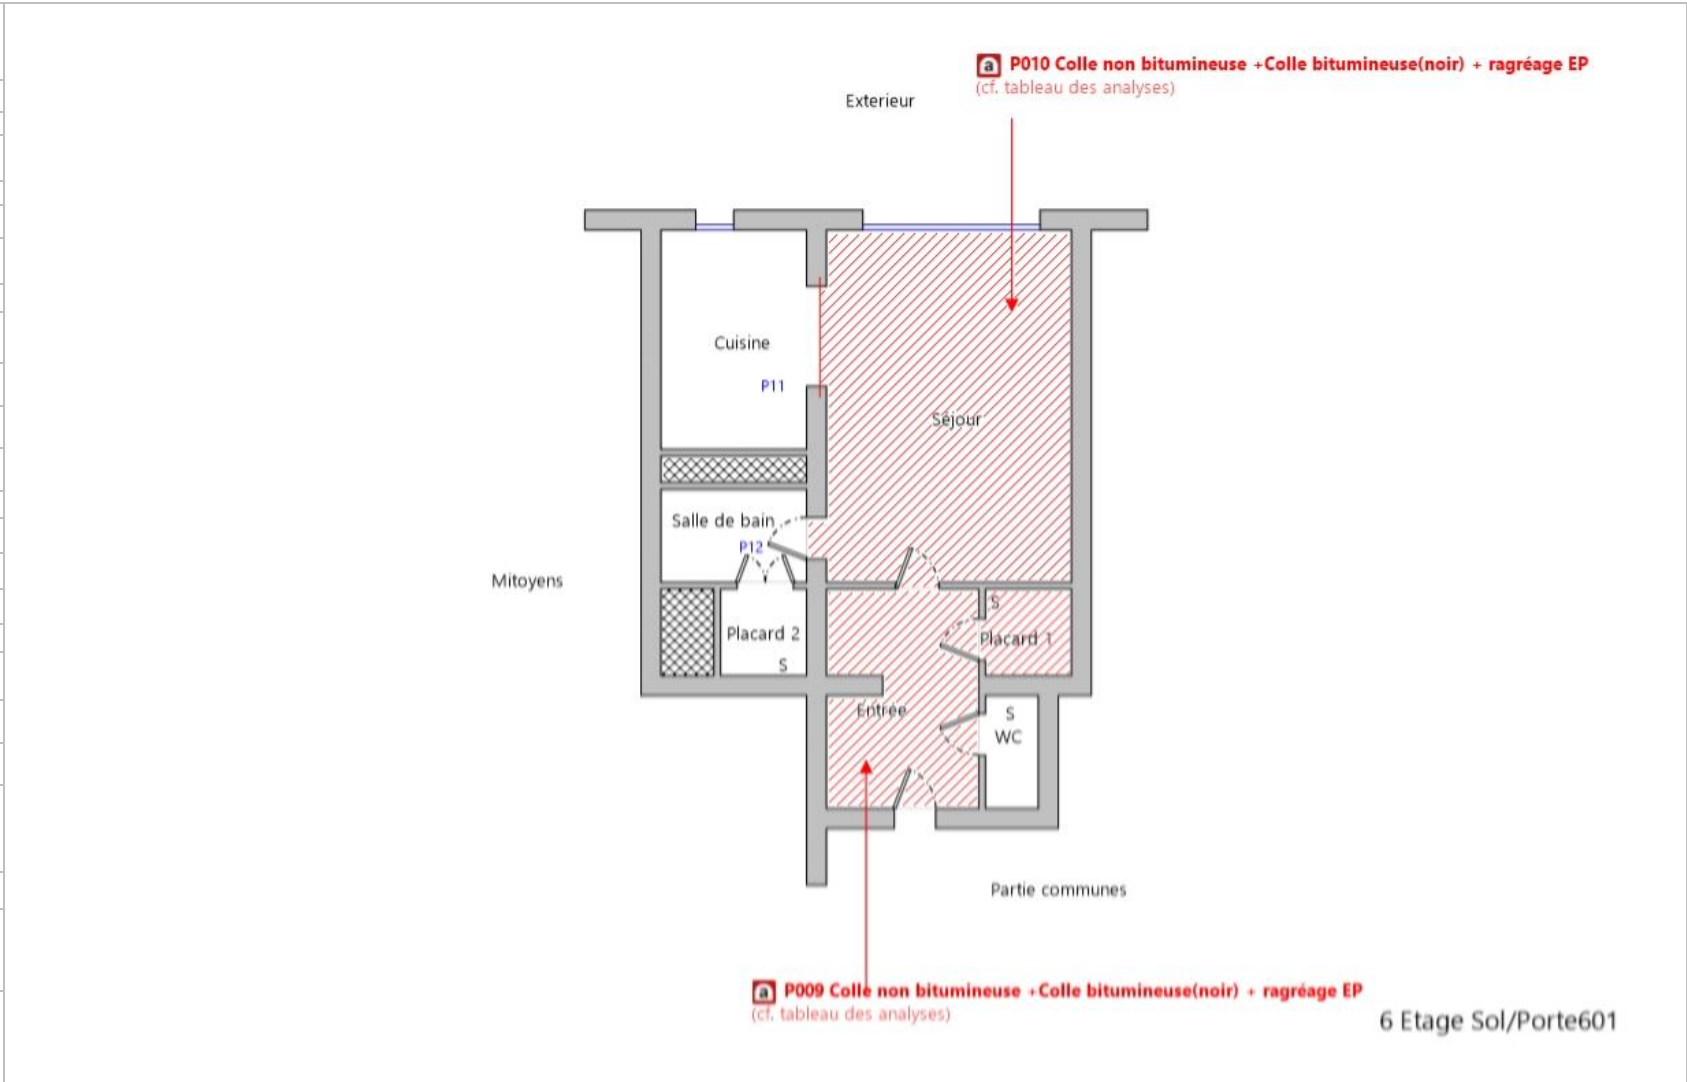 a P010 Colle non bitumineuse +Colle bitumineuse(noir) + ragréage EP
(cf. tableau des analyses)
Exterieur
Cuisine
P11
Séjour
Salle de bain
P12
Mitoyens
S
Placard 2
Placard 1
S
Entrée
S
WC
Partie communes
a P009 Colle non bitumineuse +Colle bitumineuse(noir) + ragréage EP
(cf. tableau des analyses)
6 Etage Sol/Porte601